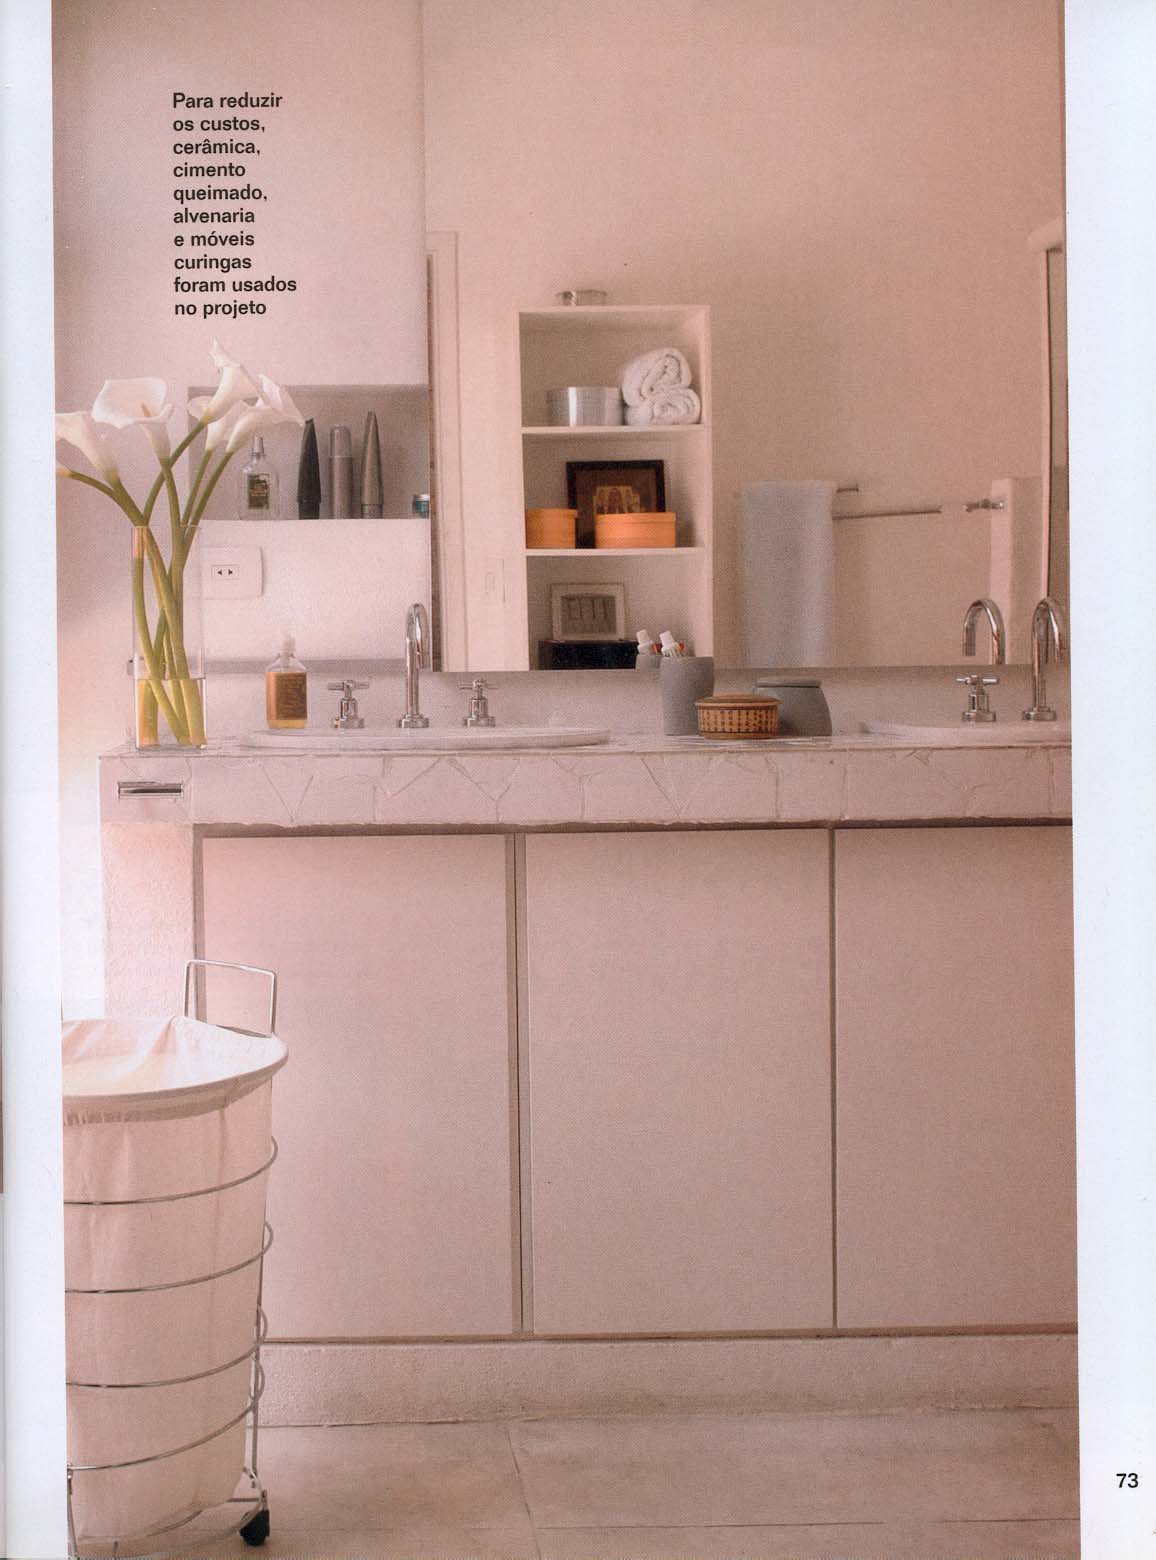 Para reduzir
os custos,
cerâmica,
cimento
queimado,
alvenaria
e móveis
curingas
foram usados
no projeto
73